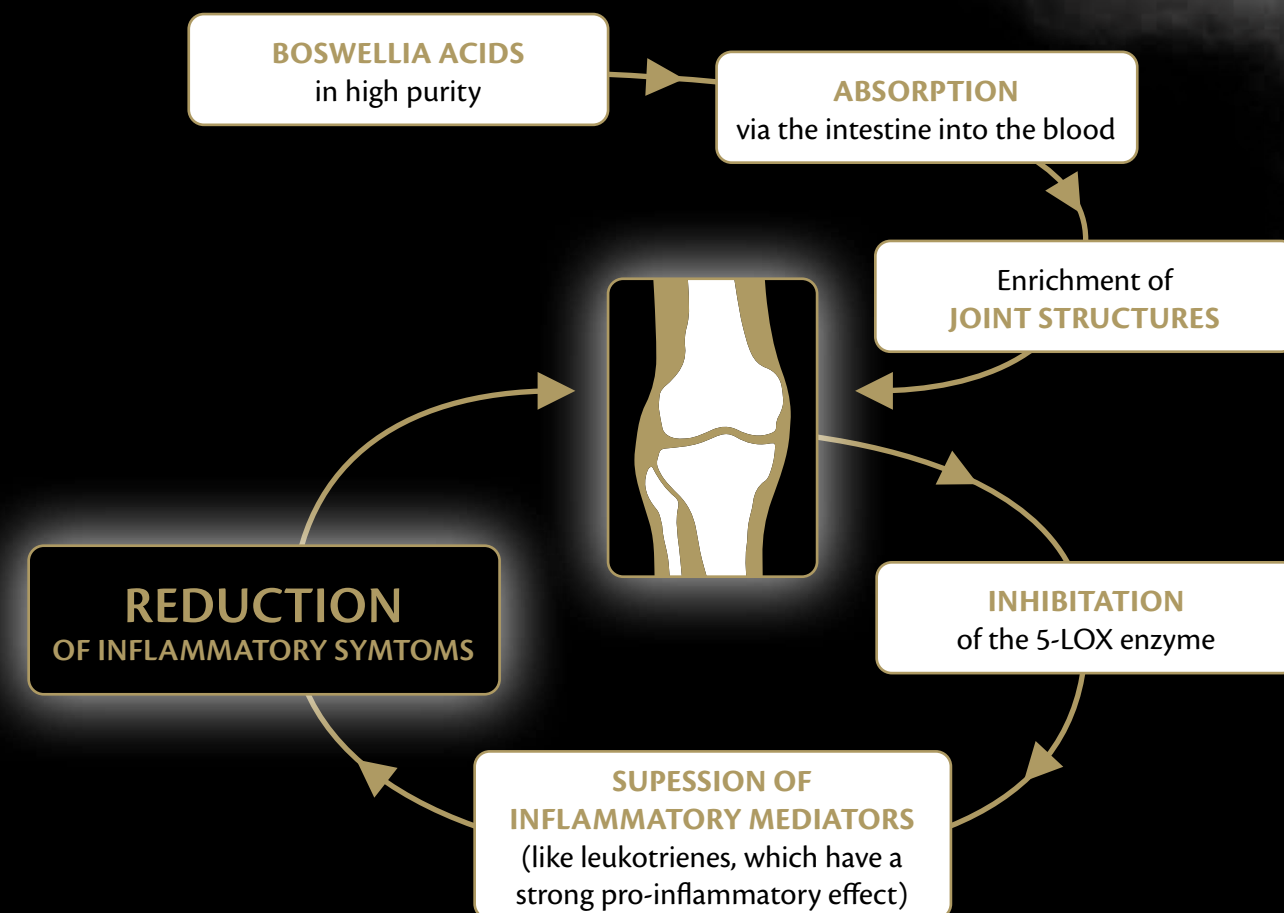 BOSWELLIA ACIDS
in high purity
ABSORPTION
via the intestine into the blood
Enrichment of
JOINT STRUCTURES
INHIBITATION
of the 5-LOX enzyme
SUPESSION OF
INFLAMMATORY MEDIATORS
(like leukotrienes, which have a
strong pro-inflammatory effect)
REDUCTION
OF INFLAMMATORY SYMTOMS